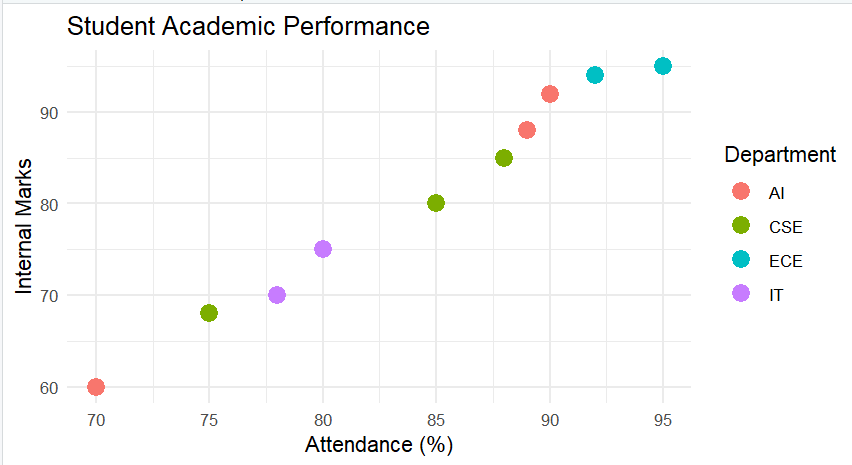 Student Academic Performance
Internal Marks
90
80
70
60
70 75 80 85 90 95
Attendance (%)
Department
AI
CSE
ECE
IT